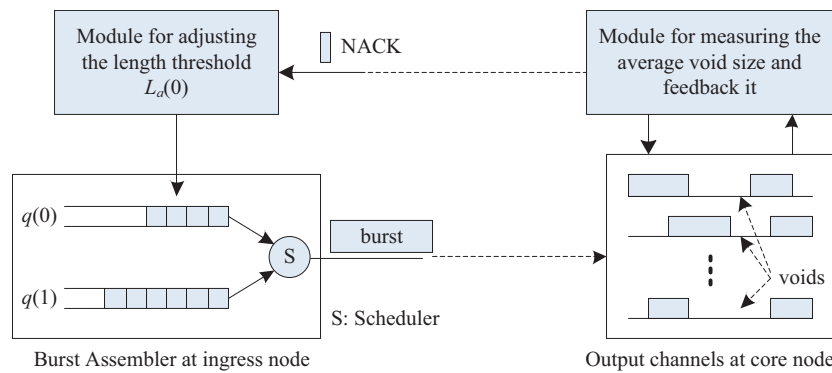 Module for adjusting
the length threshold
Lₐ(0)
NACK
Module for measuring the
average void size and
feedback it
q(0)
q(1)
S
burst
S: Scheduler
voids
Burst Assembler at ingress node
Output channels at core node